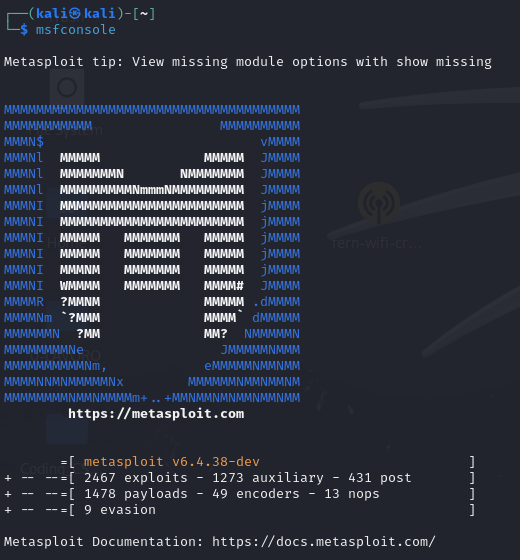 ┌──(kali㉿kali)-[~]
└─$ msfconsole
Metasploit tip: View missing module options with show missing
MMMMMMMMMMMMMMMMMMMMMMMMMMMMMMMMMMMMM
MMMMMMMMMMM                MMMMMMMMMM
MMMN$                           vMMMM
MMMNl  MMMMM             MMMMM  JMMMM
MMMNl  MMMMMMMN       NMMMMMMM  JMMMM
MMMNl  MMMMMMMMMNmmmNMMMMMMMMM  JMMMM
MMMNI  MMMMMMMMMMMMMMMMMMMMMMM  jMMMM
MMMNI  MMMMMMMMMMMMMMMMMMMMMMM  jMMMM
MMMNI  MMMMM   MMMMMMM   MMMMM  jMMMM
MMMNI  MMMMM   MMMMMMM   MMMMM  jMMMM
MMMNI  MMMNM   MMMMMMM   MMMMM  jMMMM
MMMNI  WMMMM   MMMMMMM   MMMM#  JMMMM
MMMMR  ?MMNM             MMMMM .dMMMM
MMMMNm `?MMM             MMMM` dMMMMM
MMMMMMN  ?MM             MM?  NMMMMMN
MMMMMMMMNe                 JMMMMMNMMM
MMMMMMMMMMNm,            eMMMMMNMMNMM
MMMMNNMNMMMMMNx        MMMMMMNMMNMMNM
MMMMMMMMNMMNMMMMm+..+MMNMMNMNMMNMMNMM
https://metasploit.com
=[ metasploit v6.4.38-dev ]
+ -- --=[ 2467 exploits - 1273 auxiliary - 431 post ]
+ -- --=[ 1478 payloads - 49 encoders - 13 nops ]
+ -- --=[ 9 evasion ]
Metasploit Documentation: https://docs.metasploit.com/
fern-wifi-cr...